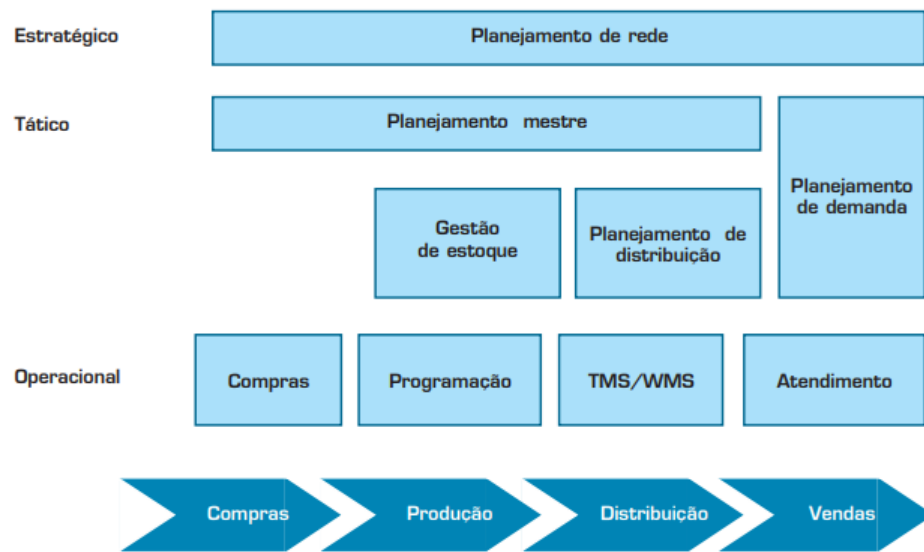 Estratégico
Planejamento de rede
Tático
Planejamento mestre
Planejamento
de demanda
Gestão
de estoque
Planejamento de
distribuição
Operacional
Compras
Programação
TMS/WMS
Atendimento
Compras
Produção
Distribuição
Vendas